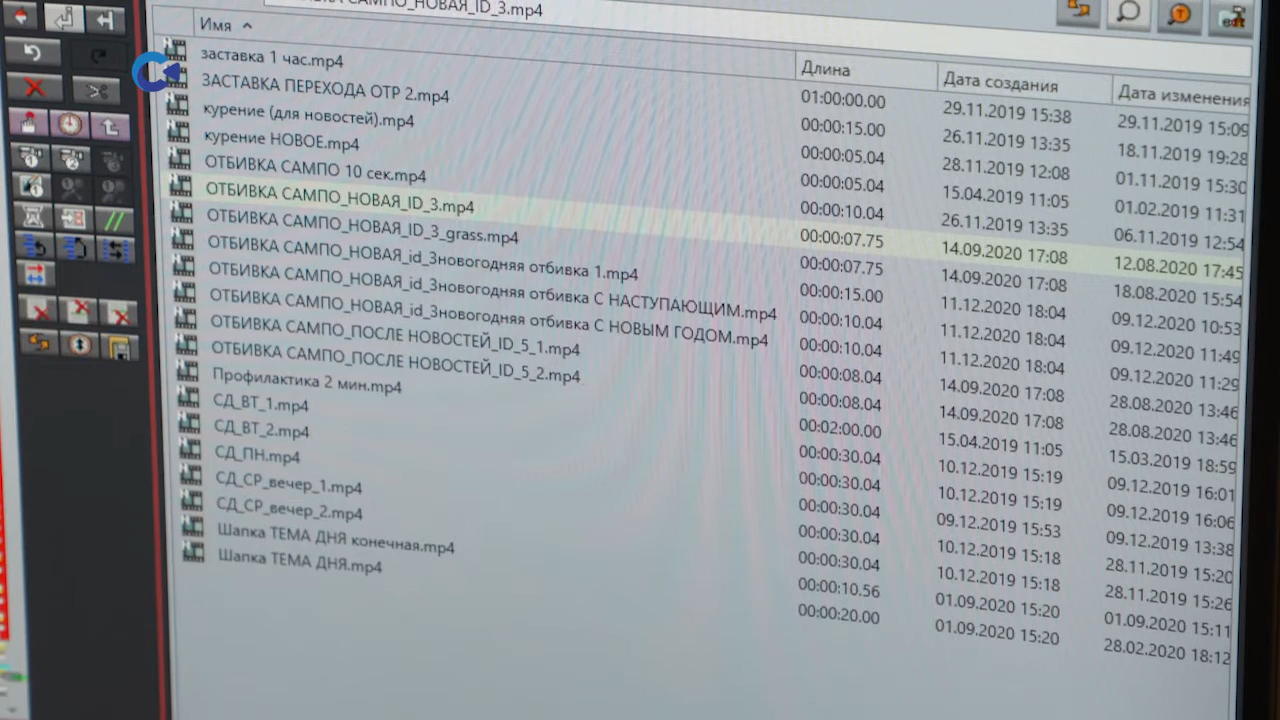 САМПО_НОВАЯ_ID_3.mp4
Имя Длина Дата создания Дата изменения
заставка 1 час.mp4 01:00:00.00 29.11.2019 15:38 29.11.2019 15:09
ЗАСТАВКА ПЕРЕХОДА ОТР 2.mp4 00:00:15.00 26.11.2019 13:35 18.11.2019 19:28
курение (для новостей).mp4 00:00:05.04 28.11.2019 12:08 01.11.2019 15:30
курение НОВОЕ.mp4 00:00:05.04 15.04.2019 11:05 01.02.2019 11:31
ОТБИВКА САМПО 10 сек.mp4 00:00:10.04 26.11.2019 13:35 06.11.2019 12:54
ОТБИВКА САМПО_НОВАЯ_ID_3.mp4 00:00:07.75 14.09.2020 17:08 12.08.2020 17:45
ОТБИВКА САМПО_НОВАЯ_ID_3_grass.mp4 00:00:07.75 14.09.2020 17:08 18.08.2020 15:54
ОТБИВКА САМПО_НОВАЯ_id_3новогодняя отбивка 1.mp4 00:00:15.00 11.12.2020 18:04 09.12.2020 10:53
ОТБИВКА САМПО_НОВАЯ_id_3новогодняя отбивка С НАСТУПАЮЩИМ.mp4 00:00:10.04 11.12.2020 18:04 09.12.2020 11:49
ОТБИВКА САМПО_НОВАЯ_id_3новогодняя отбивка С НОВЫМ ГОДОМ.mp4 00:00:10.04 11.12.2020 18:04 09.12.2020 11:29
ОТБИВКА САМПО_ПОСЛЕ НОВОСТЕЙ_ID_5_1.mp4 00:00:08.04 14.09.2020 17:08 28.08.2020 13:46
ОТБИВКА САМПО_ПОСЛЕ НОВОСТЕЙ_ID_5_2.mp4 00:00:08.04 14.09.2020 17:08 28.08.2020 13:46
Профилактика 2 мин.mp4 00:02:00.00 15.04.2019 11:05 15.03.2019 18:59
СД_ВТ_1.mp4 00:00:30.04 10.12.2019 15:19 09.12.2019 16:01
СД_ВТ_2.mp4 00:00:30.04 10.12.2019 15:19 09.12.2019 16:06
СД_ПН.mp4 00:00:30.04 09.12.2019 15:53 09.12.2019 13:38
СД_СР_вечер_1.mp4 00:00:30.04 10.12.2019 15:18 28.11.2019 15:20
СД_СР_вечер_2.mp4 00:00:30.04 10.12.2019 15:18 28.11.2019 15:26
Шапка ТЕМА ДНЯ конечная.mp4 00:00:10.56 01.09.2020 15:20 01.09.2020 15:11
Шапка ТЕМА ДНЯ.mp4 00:00:20.00 01.09.2020 15:20 28.02.2020 18:12